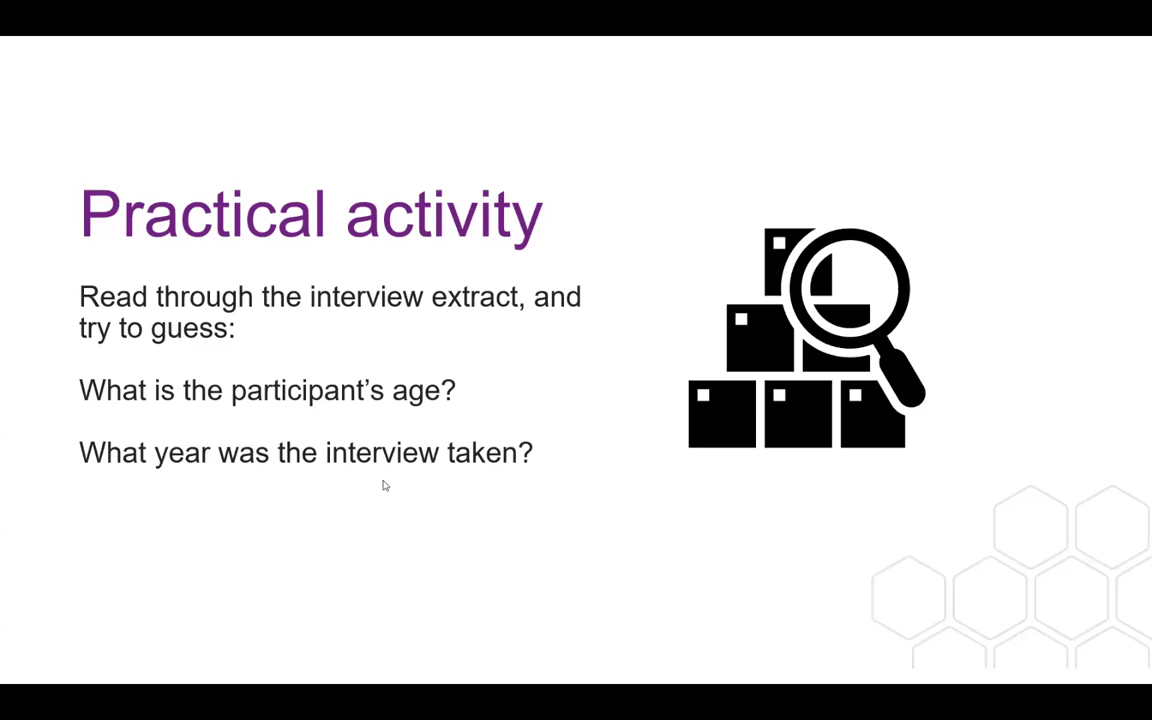 Practical activity
Read through the interview extract, and
try to guess:
What is the participant’s age?
What year was the interview taken?